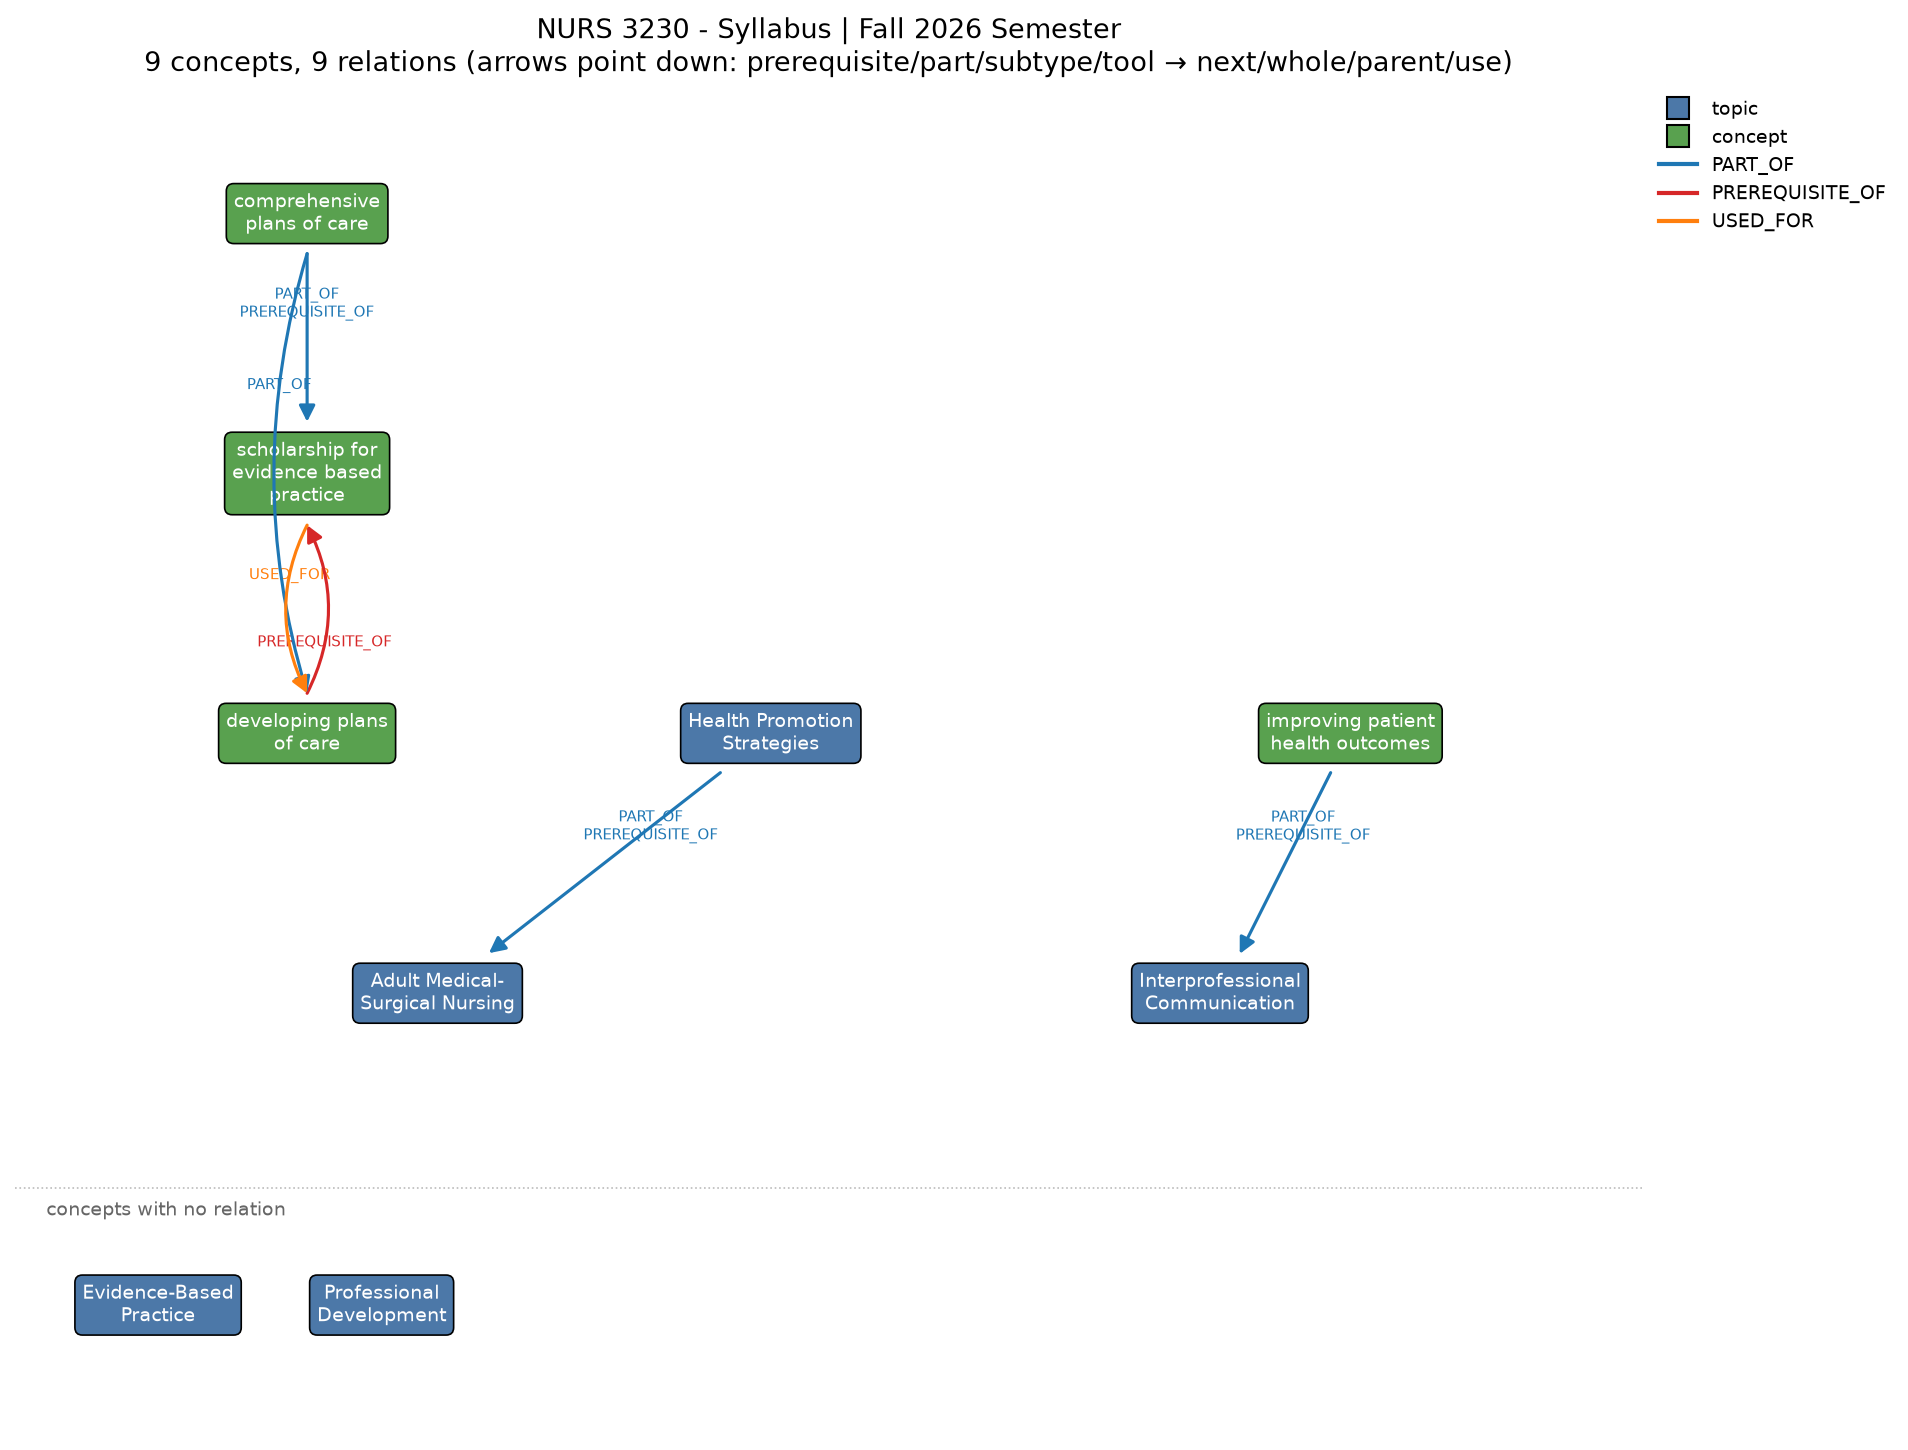 NURS 3230 - Syllabus | Fall 2026 Semester
9 concepts, 9 relations (arrows point down: prerequisite/part/subtype/tool → next/whole/parent/use)
topic
concept
PART_OF
PREREQUISITE_OF
USED_FOR
comprehensive
plans of care
PART_OF
PREREQUISITE_OF
PART_OF
scholarship for
evidence based
practice
USED_FOR
PREREQUISITE_OF
developing plans
of care
Health Promotion
Strategies
improving patient
health outcomes
PART_OF
PREREQUISITE_OF
PART_OF
PREREQUISITE_OF
Adult Medical-
Surgical Nursing
Interprofessional
Communication
concepts with no relation
Evidence-Based
Practice
Professional
Development